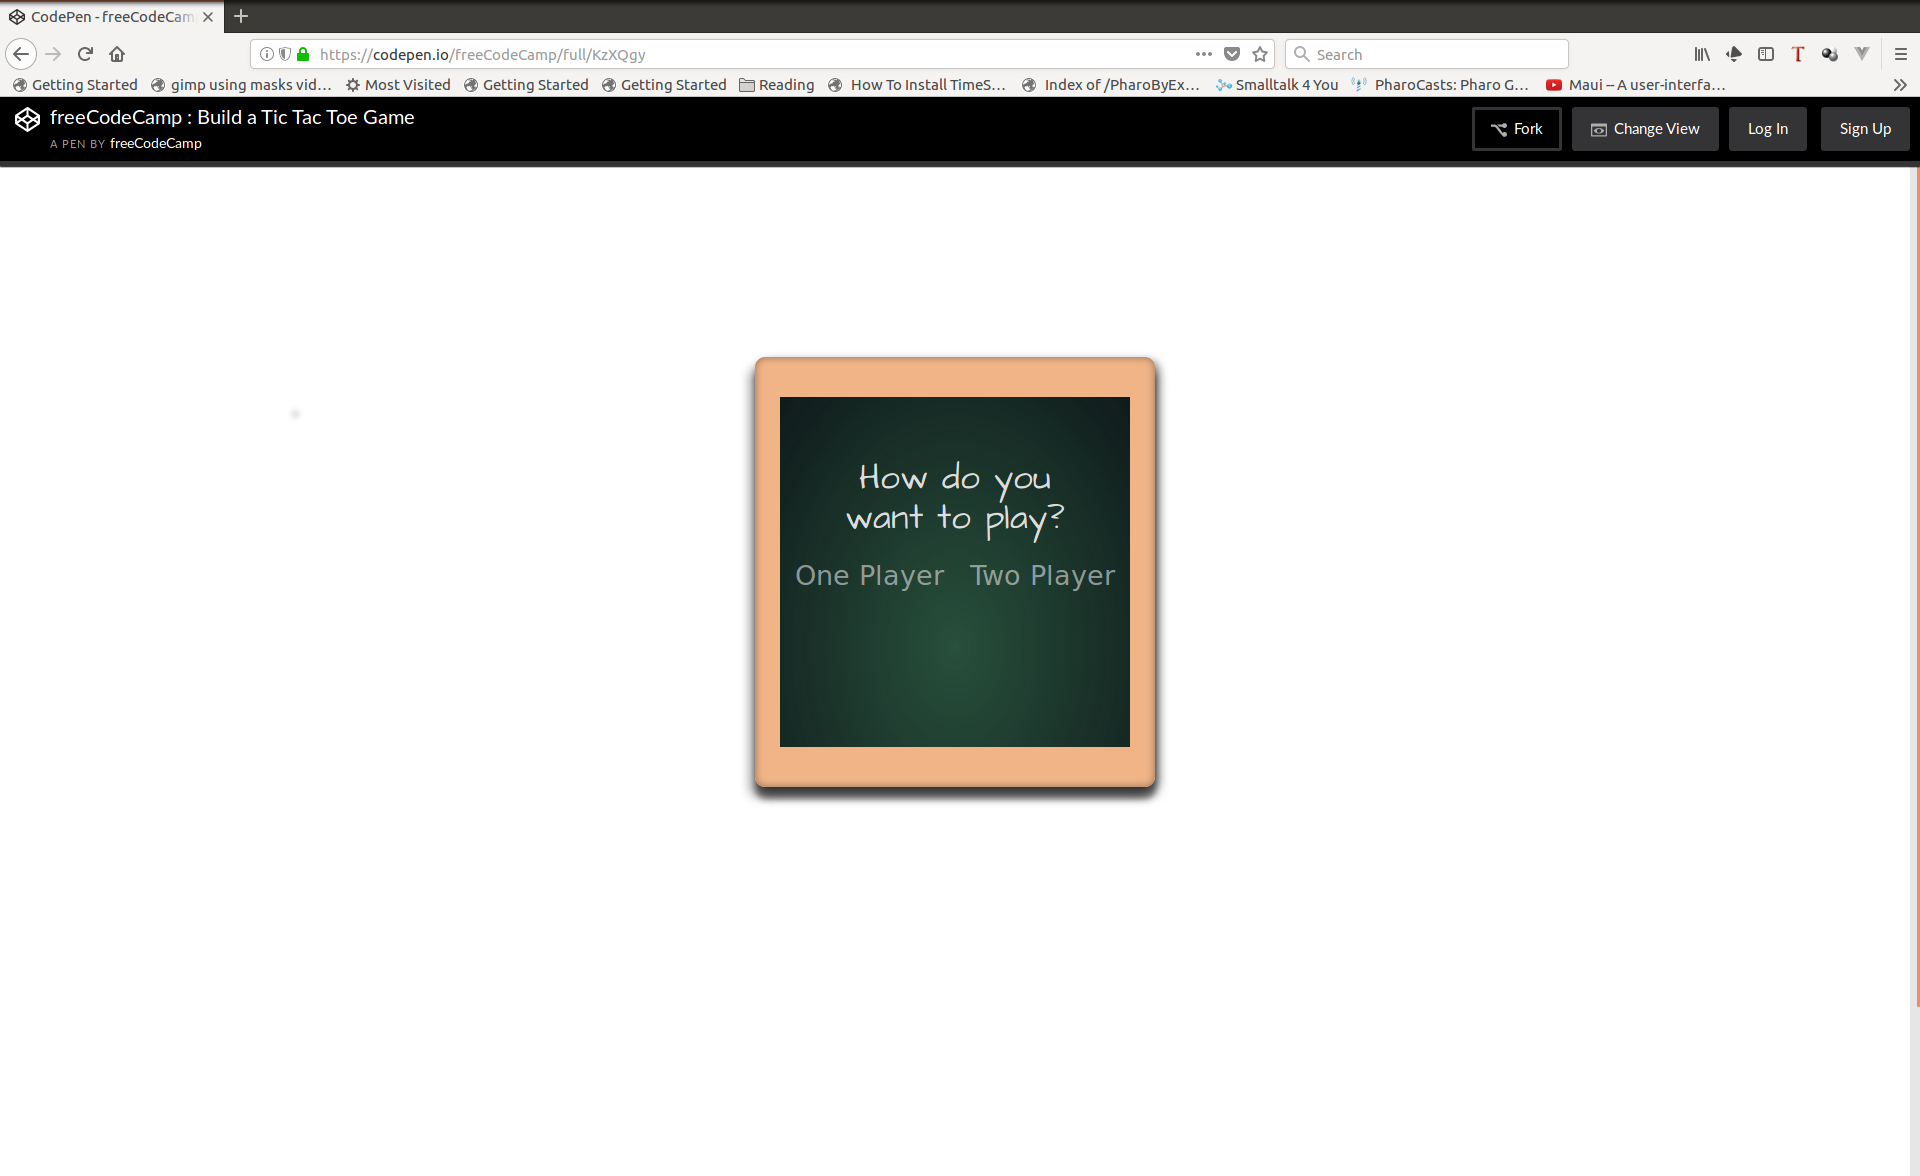 CodePen - freeCodeCam
https://codepen.io/freeCodeCamp/full/KzXQgy
Search
Getting Started
gimp using masks vid...
Most Visited
Getting Started
Getting Started
Reading
How To Install TimeS...
Index of /PharoByEx...
Smalltalk 4 You
PharoCasts: Pharo G...
Maui -- A user-interfa...
freeCodeCamp : Build a Tic Tac Toe Game
A PEN BY freeCodeCamp
Fork
Change View
Log In
Sign Up
How do you
want to play?
One Player Two Player